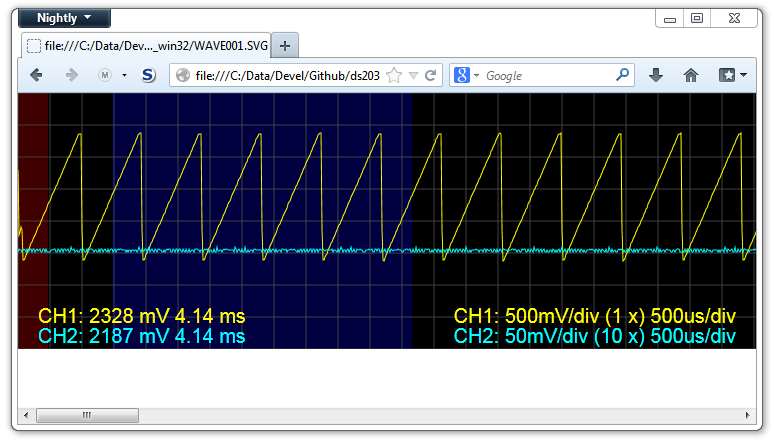 Nightly
file:///C:/Data/Dev..._win32/WAVE001.SVG
file:///C:/Data/Devel/Github/ds203
Google
CH1: 2328 mV 4.14 ms
CH1: 500mV/div (1 x) 500us/div
CH2: 2187 mV 4.14 ms
CH2: 50mV/div (10 x) 500us/div